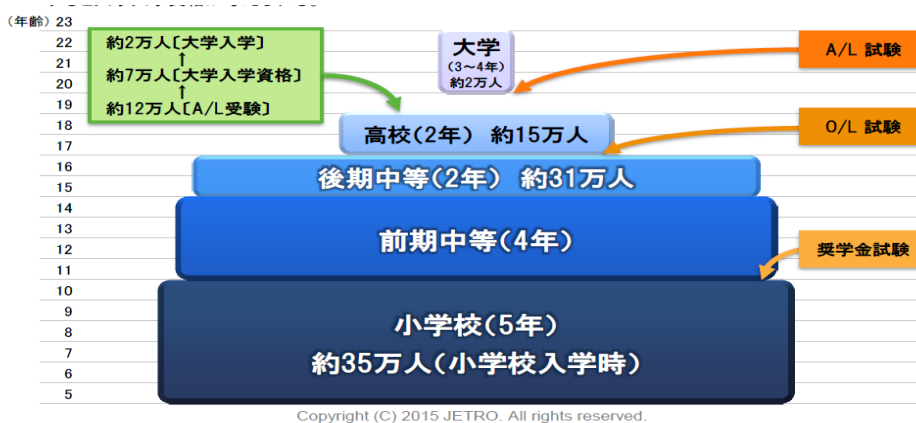 （年齢）23
22
21
20
19
18
17
16
15
14
13
12
11
10
9
8
7
6
5
約2万人〔大学入学〕
↑
約7万人〔大学入学資格〕
↑
約12万人〔A/L受験〕
大学
（3～4年）
約2万人
高校（2年） 約15万人
後期中等（2年） 約31万人
前期中等（4年）
小学校（5年）
約35万人（小学校入学時）
A/L 試験
O/L 試験
奨学金試験
Copyright (C) 2015 JETRO. All rights reserved.